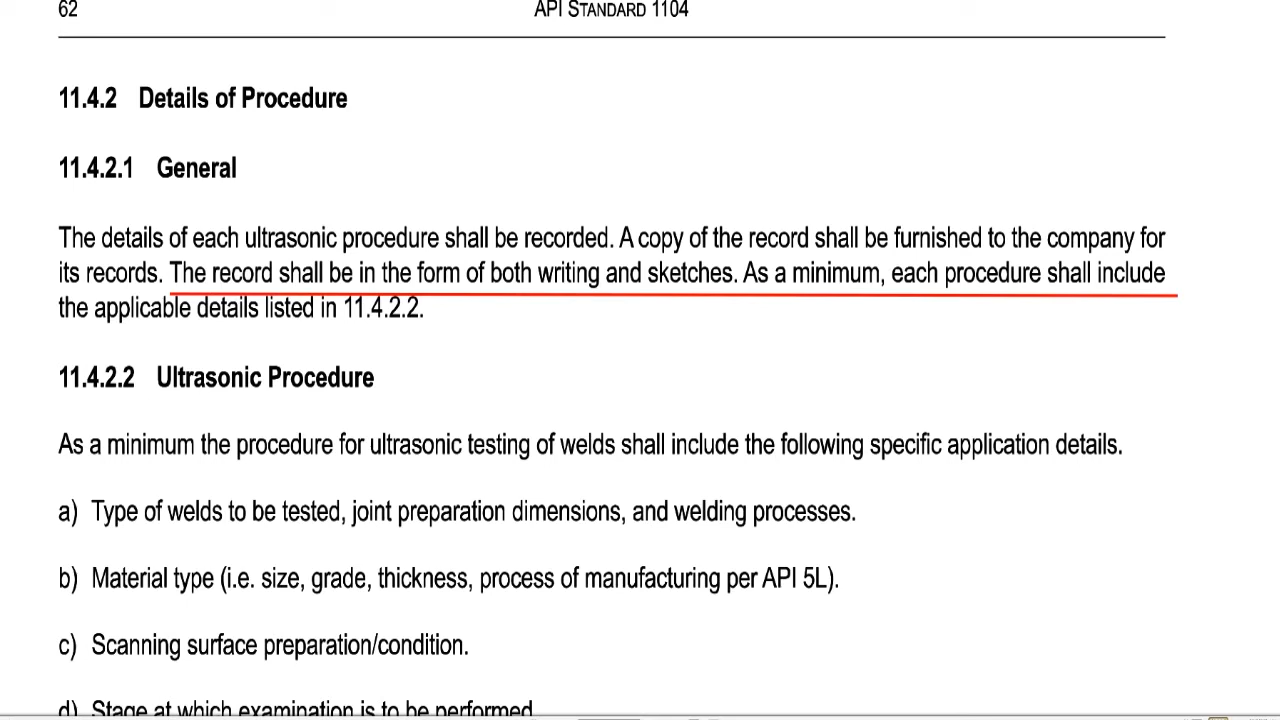 62 API STANDARD 1104
11.4.2 Details of Procedure
11.4.2.1 General
The details of each ultrasonic procedure shall be recorded. A copy of the record shall be furnished to the company for
its records. The record shall be in the form of both writing and sketches. As a minimum, each procedure shall include
the applicable details listed in 11.4.2.2.
11.4.2.2 Ultrasonic Procedure
As a minimum the procedure for ultrasonic testing of welds shall include the following specific application details.
a) Type of welds to be tested, joint preparation dimensions, and welding processes.
b) Material type (i.e. size, grade, thickness, process of manufacturing per API 5L).
c) Scanning surface preparation/condition.
d) Stage at which examination is to be performed